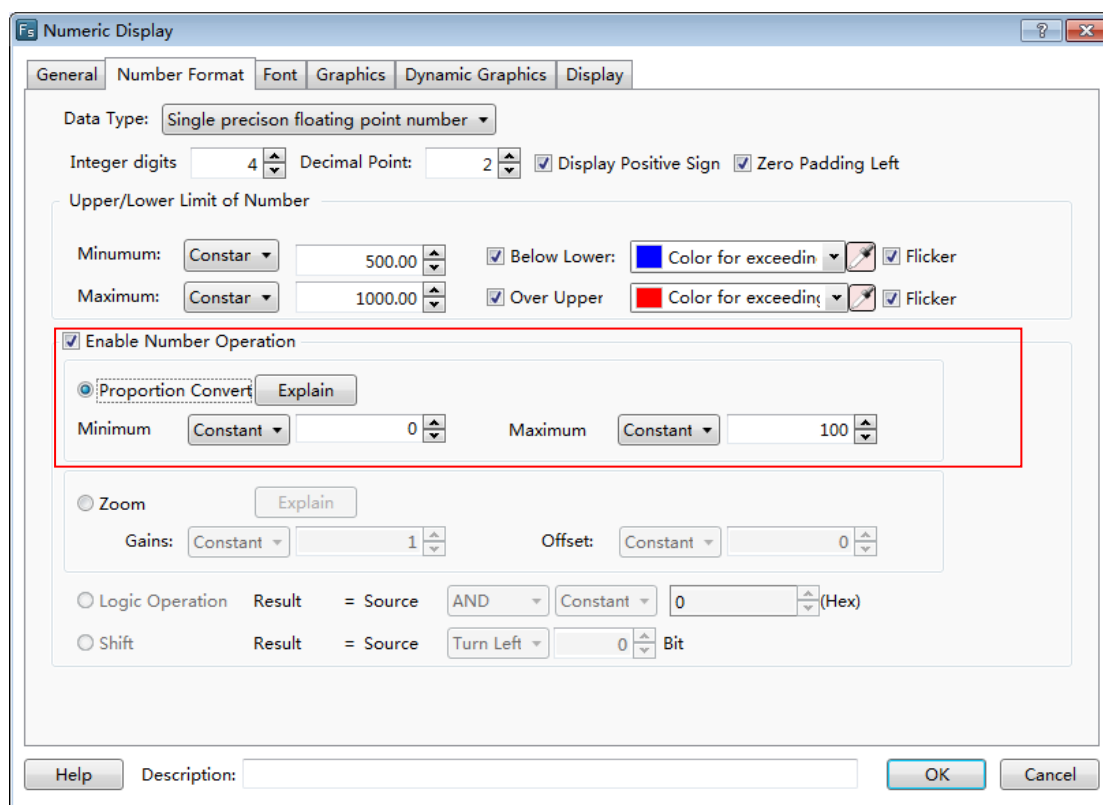 Fs Numeric Display ?
General Number Format Font Graphics Dynamic Graphics Display
Data Type: Single precison floating point number
Integer digits 4 Decimal Point: 2 Display Positive Sign Zero Padding Left
Upper/Lower Limit of Number
Minumum: Constar 500.00 Below Lower: Color for exceedin Flicker
Maximum: Constar 1000.00 Over Upper Color for exceeding Flicker
Enable Number Operation
Proportion Convert Explain
Minimum Constant 0 Maximum Constant 100
Zoom Explain
Gains: Constant 1 Offset: Constant 0
Logic Operation Result = Source AND Constant 0 (Hex)
Shift Result = Source Turn Left 0 Bit
Help Description: OK Cancel